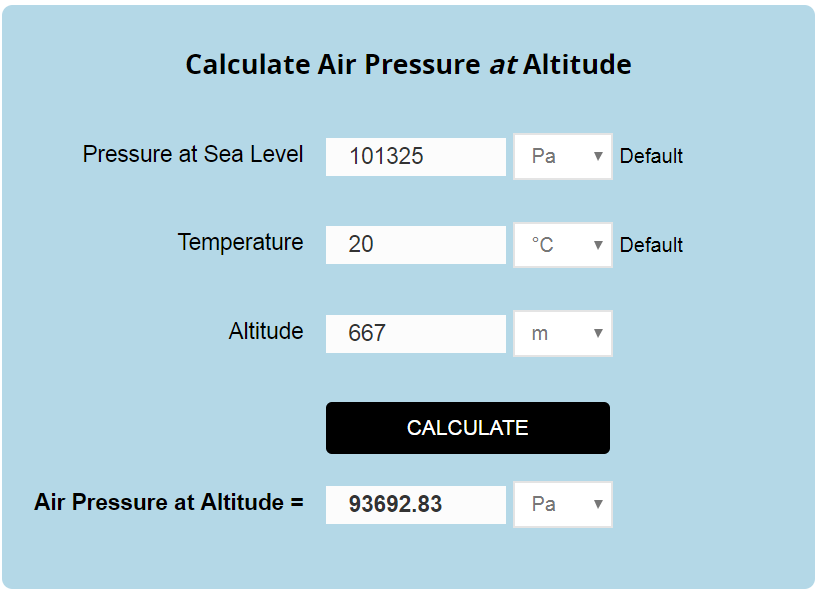 Calculate Air Pressure at Altitude
Pressure at Sea Level 101325 Pa ▼ Default
Temperature 20 °C ▼ Default
Altitude 667 m ▼
CALCULATE
Air Pressure at Altitude = 93692.83 Pa ▼